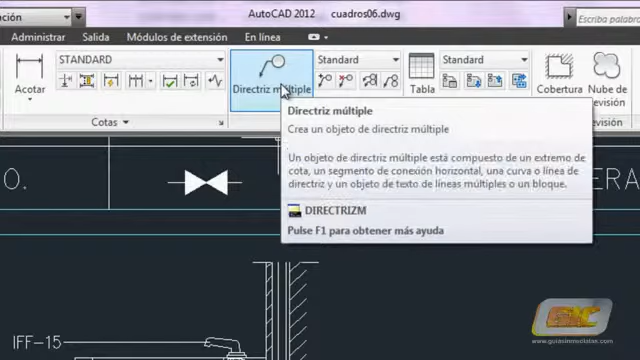 ación
AutoCAD 2012 cuadros06.dwg
Escriba palabra
Administrar Salida Módulos de extensión En línea
STANDARD
Standard
Standard
Acotar
Directriz múltiple
Tabla
Cobertura
Nube de
revisión
Cotas
Directriz múltiple
Crea un objeto de directriz múltiple
Un objeto de directriz múltiple está compuesto de un extremo de
cota, un segmento de conexión horizontal, una curva o línea de
directriz y un objeto de texto de líneas múltiples o un bloque.
DIRECTRIZM
Pulse F1 para obtener más ayuda
O.
ERA
IFF-15
www.guiasinmediatas.com